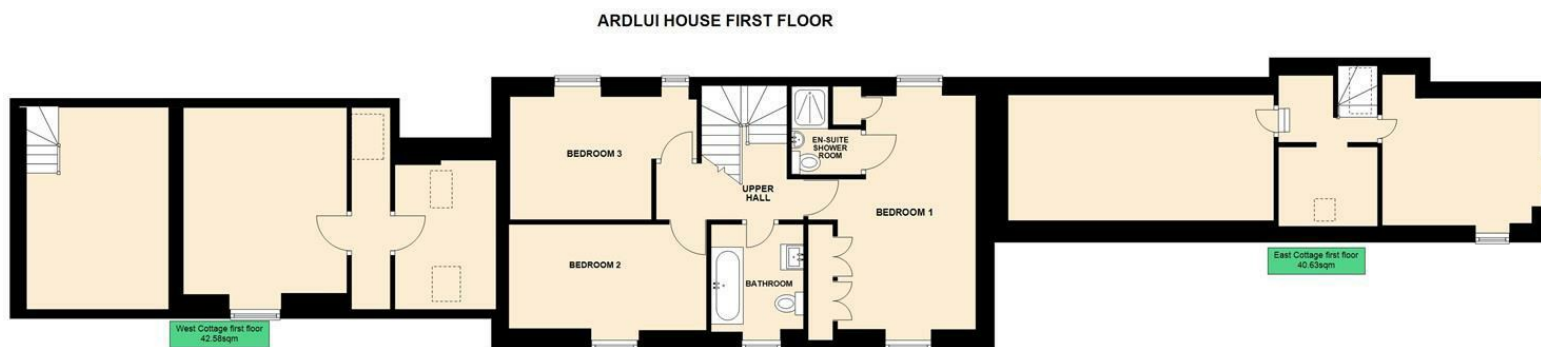 ARDLUI HOUSE FIRST FLOOR
BEDROOM 3
EN-SUITE
SHOWER
ROOM
UPPER
HALL
BEDROOM 1
BEDROOM 2
BATHROOM
East Cottage first floor
40.63sqm
West Cottage first floor
42.58sqm